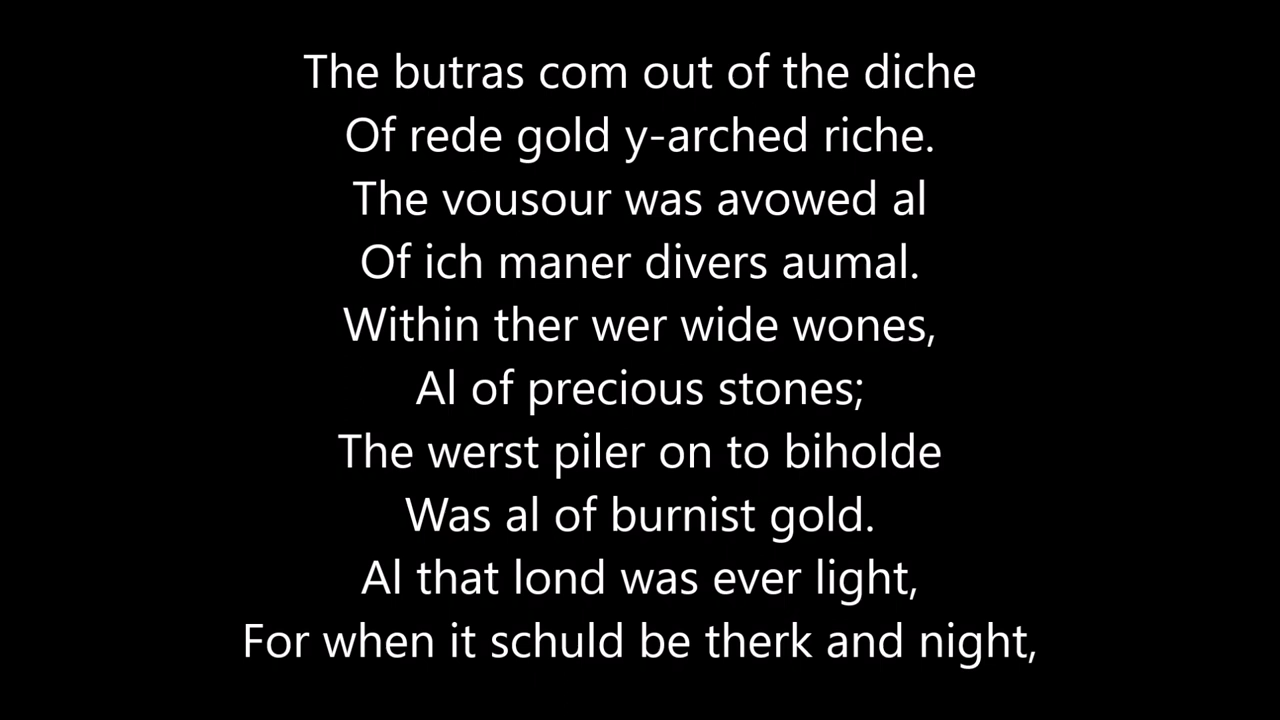 The butras com out of the diche
Of rede gold y-arched riche.
The vousour was avowed al
Of ich maner divers aumal.
Within ther wer wide wones,
Al of precious stones;
The werst piler on to biholde
Was al of burnist gold.
Al that lond was ever light,
For when it schuld be therk and night,